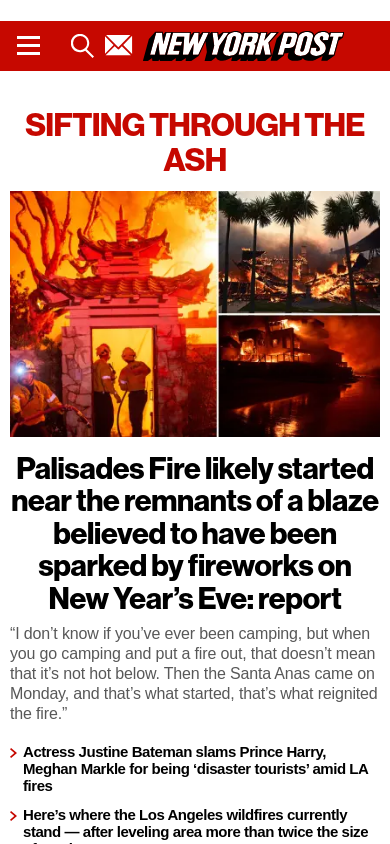 NEW YORK POST
SIFTING THROUGH THE
ASH
Palisades Fire likely started
near the remnants of a blaze
believed to have been
sparked by fireworks on
New Year’s Eve: report
“I don’t know if you’ve ever been camping, but when
you go camping and put a fire out, that doesn’t mean
that it’s not hot below. Then the Santa Anas came on
Monday, and that’s what started, that’s what reignited
the fire.”
Actress Justine Bateman slams Prince Harry,
Meghan Markle for being ‘disaster tourists’ amid LA
fires
Here’s where the Los Angeles wildfires currently
stand — after leveling area more than twice the size